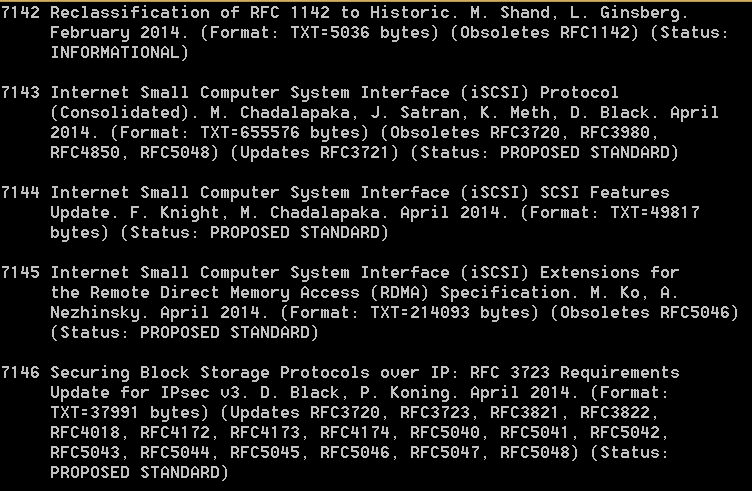 7142 Reclassification of RFC 1142 to Historic. M. Shand, L. Ginsberg.
February 2014. (Format: TXT=5036 bytes) (Obsoletes RFC1142) (Status:
INFORMATIONAL)
7143 Internet Small Computer System Interface (iSCSI) Protocol
(Consolidated). M. Chadalapaka, J. Satran, K. Meth, D. Black. April
2014. (Format: TXT=655576 bytes) (Obsoletes RFC3720, RFC3980,
RFC4850, RFC5048) (Updates RFC3721) (Status: PROPOSED STANDARD)
7144 Internet Small Computer System Interface (iSCSI) SCSI Features
Update. F. Knight, M. Chadalapaka. April 2014. (Format: TXT=49817
bytes) (Status: PROPOSED STANDARD)
7145 Internet Small Computer System Interface (iSCSI) Extensions for
the Remote Direct Memory Access (RDMA) Specification. M. Ko, A.
Nezhinsky. April 2014. (Format: TXT=214093 bytes) (Obsoletes RFC5046)
(Status: PROPOSED STANDARD)
7146 Securing Block Storage Protocols over IP: RFC 3723 Requirements
Update for IPsec v3. D. Black, P. Koning. April 2014. (Format:
TXT=37991 bytes) (Updates RFC3720, RFC3723, RFC3821, RFC3822,
RFC4018, RFC4172, RFC4173, RFC4174, RFC5040, RFC5041, RFC5042,
RFC5043, RFC5044, RFC5045, RFC5046, RFC5047, RFC5048) (Status:
PROPOSED STANDARD)